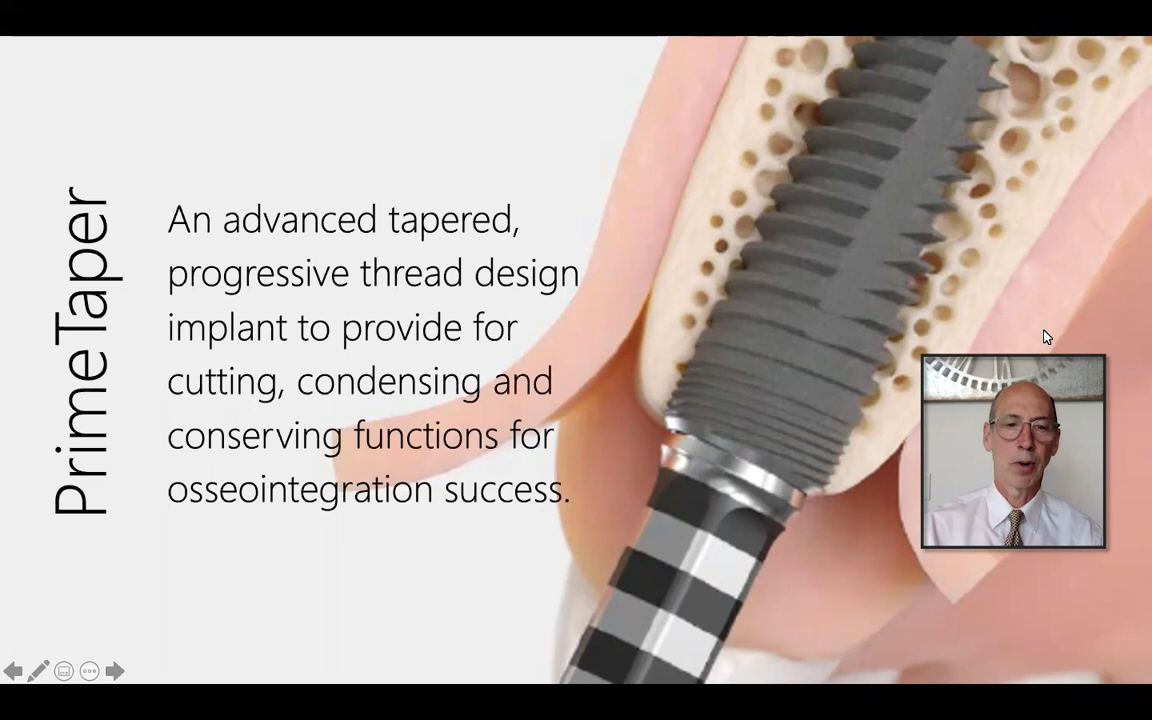 PrimeTaper
An advanced tapered,
progressive thread design
implant to provide for
cutting, condensing and
conserving functions for
osseointegration success.